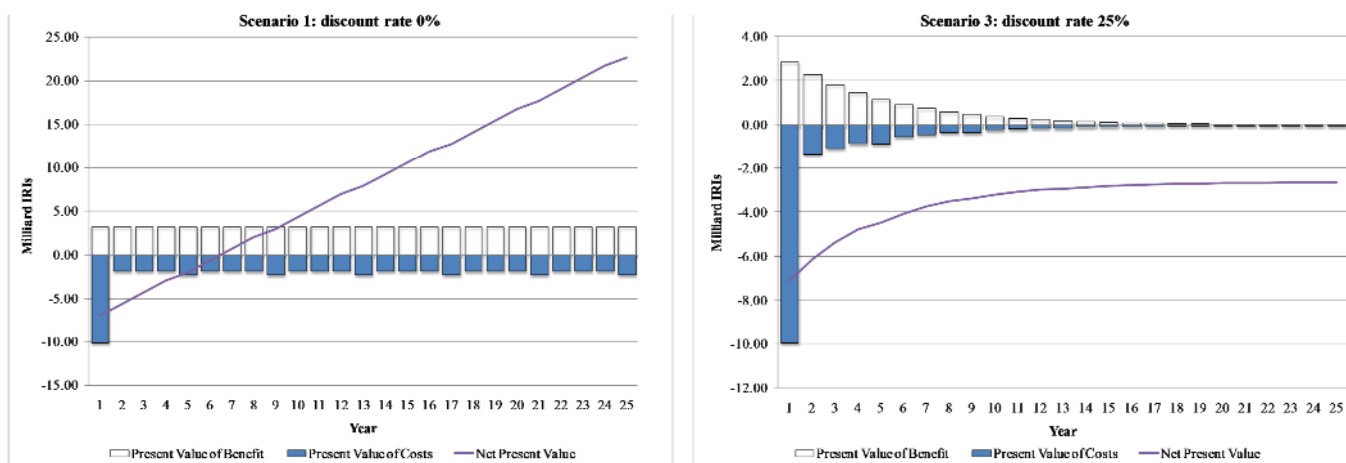 Scenario 1: discount rate 0%
25.00
20.00
15.00
10.00
5.00
0.00
-5.00
-10.00
-15.00
Milliard IRIs
1 2 3 4 5 6 7 8 9 10 11 12 13 14 15 16 17 18 19 20 21 22 23 24 25
Year
Present Value of Benefit Present Value of Costs Net Present Value
Scenario 3: discount rate 25%
4.00
2.00
0.00
-2.00
-4.00
-6.00
-8.00
-10.00
-12.00
Milliard IRIs
1 2 3 4 5 6 7 8 9 10 11 12 13 14 15 16 17 18 19 20 21 22 23 24 25
Year
Present Value of Benefit Present Value of Costs Net Present Value